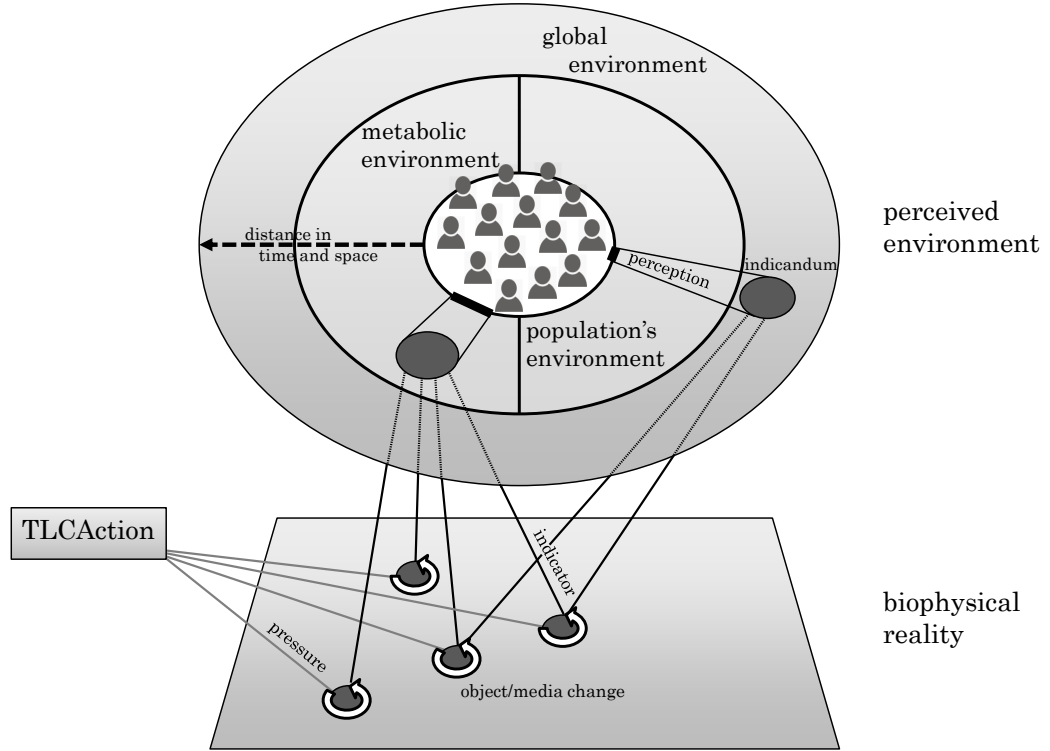 global
environment
metabolic
environment
distance in
time and space
perception
indicandum
perceived
environment
population's
environment
TLCAction
indicator
pressure
object/media change
biophysical
reality